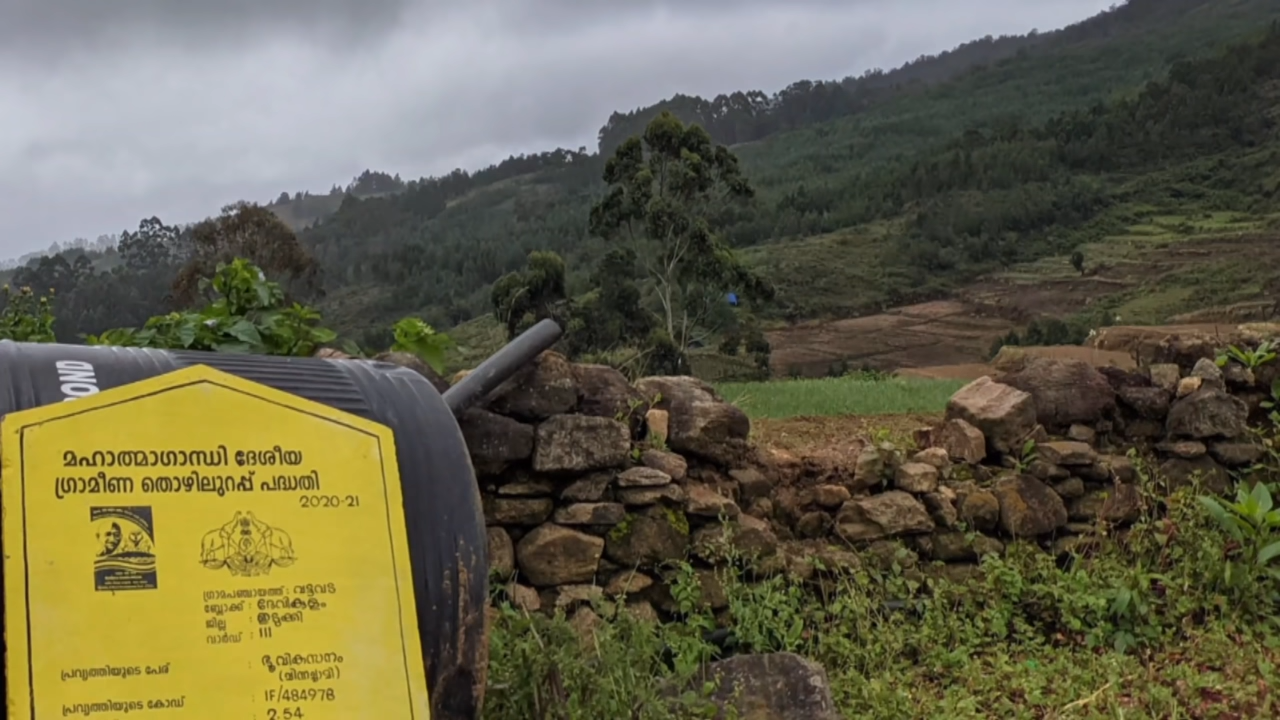 OND
മഹാത്മാഗാന്ധി ദേശീയ
ഗ്രാമീണ തൊഴിലുറപ്പ് പദ്ധതി
2020-21
ഗ്രാമപഞ്ചായത്ത് : വട്ടവട
ബ്ലോക്ക് : ദേവികുളം
ജില്ല : ഇടുക്കി
വാർഡ് : III
പ്രവൃത്തിയുടെ പേര് : ഭൂവികസനം
പ്രവൃത്തിയുടെ കോഡ് : IF/484978
: 2.54